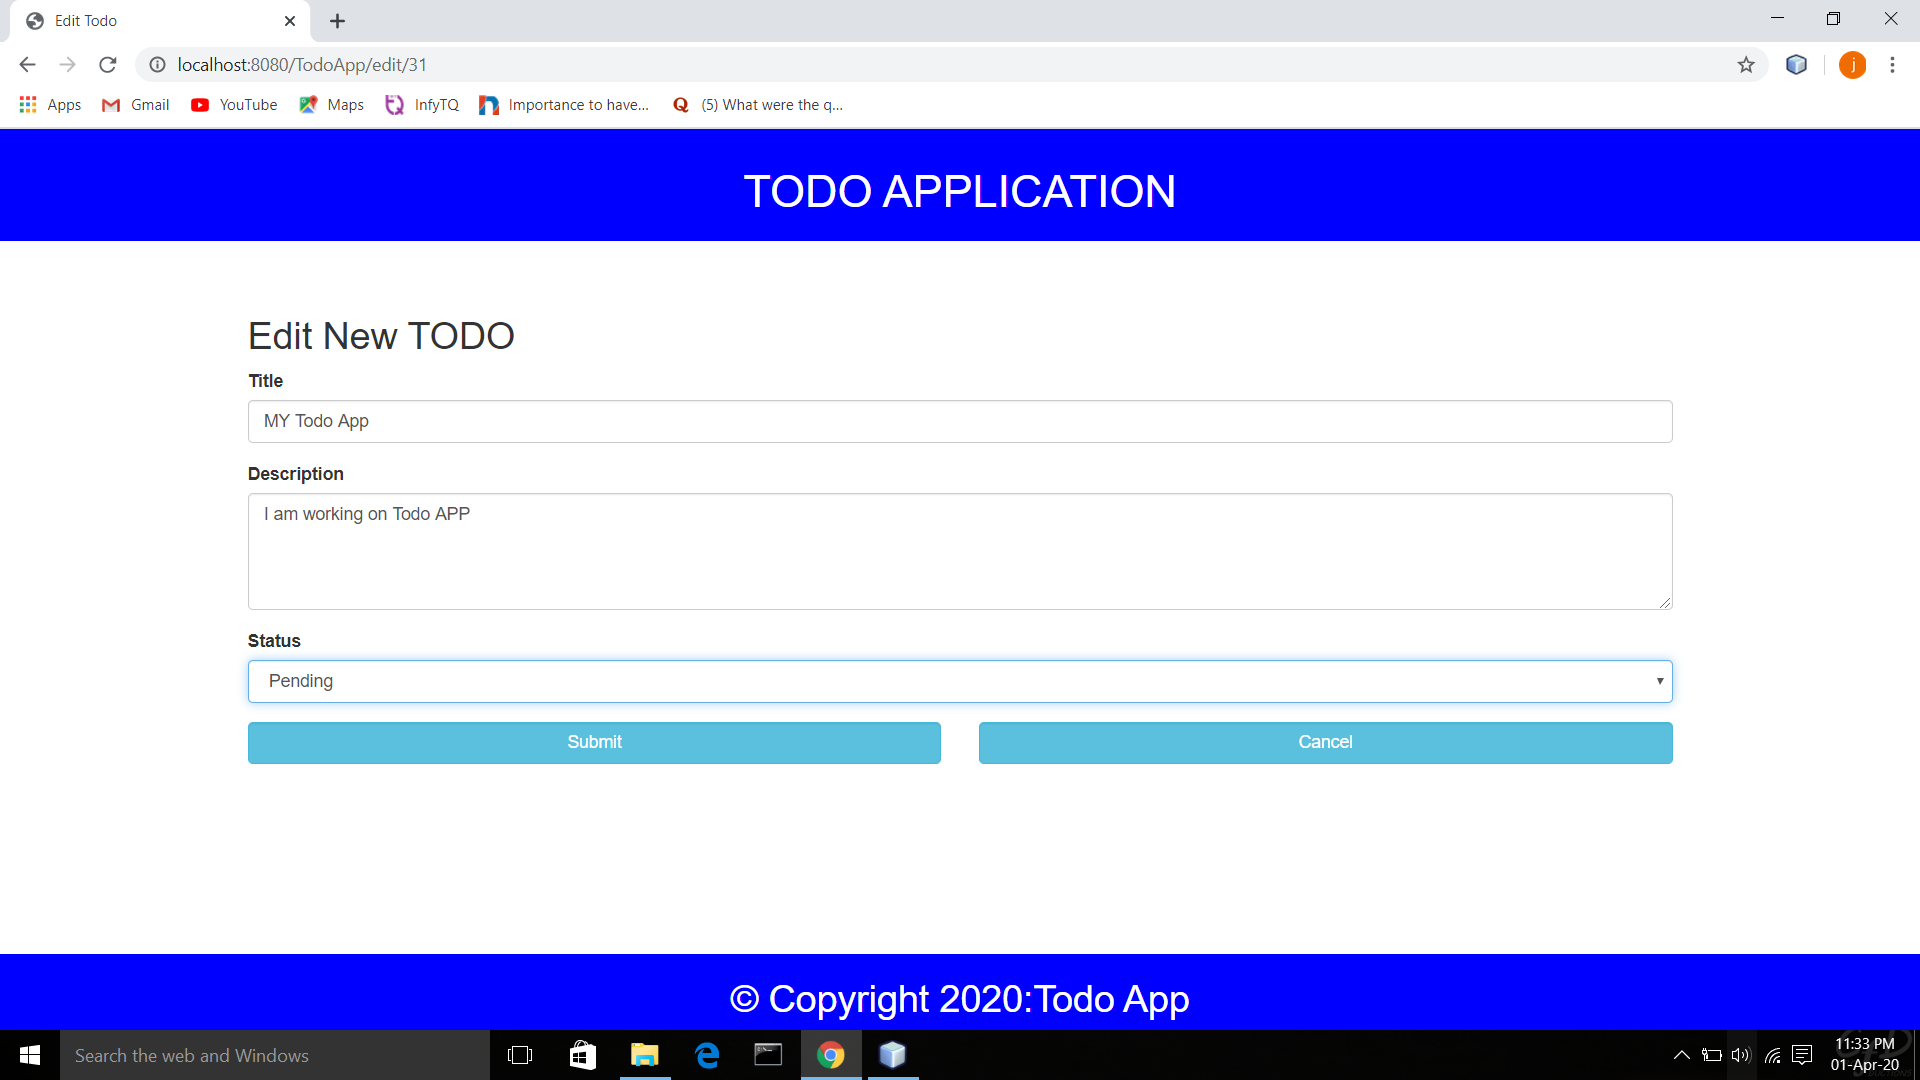 Edit Todo
localhost:8080/TodoApp/edit/31
j
Apps Gmail YouTube Maps InfyTQ Importance to have... (5) What were the q...
TODO APPLICATION
Edit New TODO
Title
MY Todo App
Description
I am working on Todo APP
Status
Pending
Submit Cancel
© Copyright 2020:Todo App
Search the web and Windows
11:33 PM
01-Apr-20